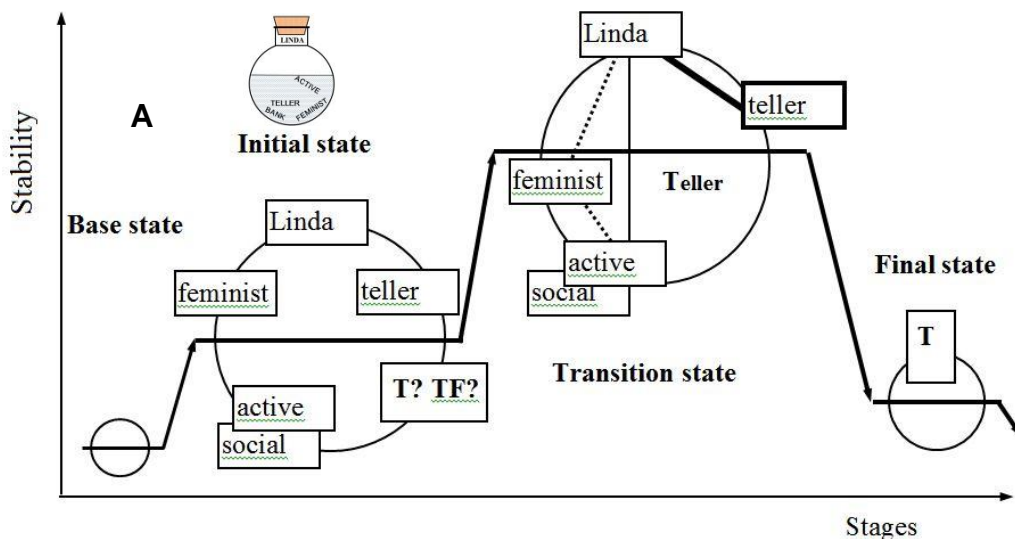 LINDA
ACTIVE
TELLER
BANK
FEMINIST
A
Initial state
Stability
Base state
Linda
feminist
teller
active
social
T? TF?
Linda
teller
feminist
Teller
active
social
Transition state
Final state
T
Stages